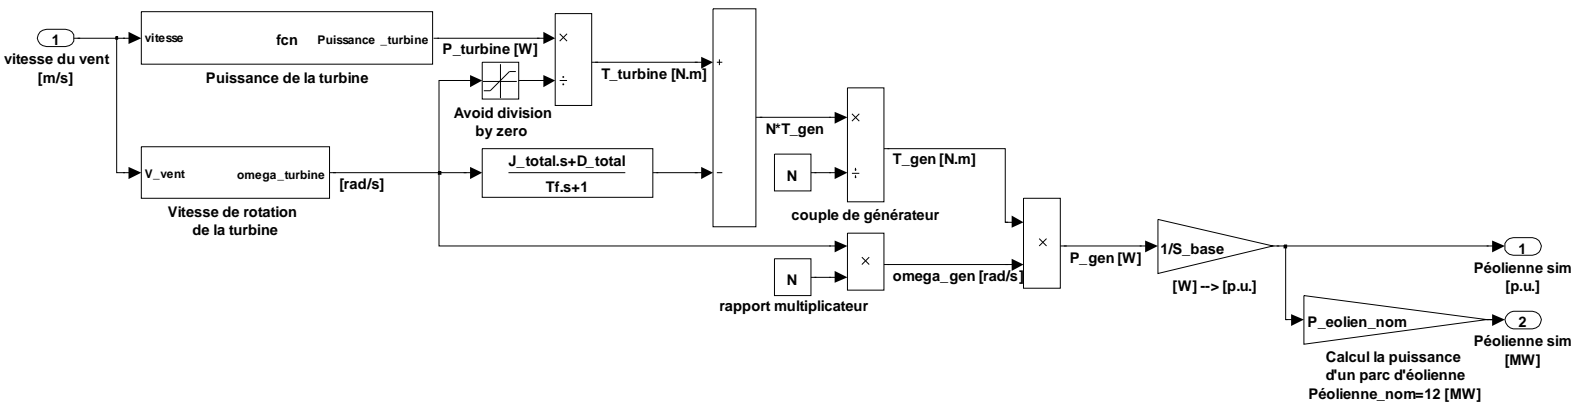 1
vitesse du vent
[m/s]
vitesse
fcn
Puissance _turbine
Puissance de la turbine
P_turbine [W]
×
÷
Avoid division
by zero
T_turbine [N.m]
V_vent
omega_turbine
[rad/s]
Vitesse de rotation
de la turbine
J_total.s+D_total
Tf.s+1
+
−
N*T_gen
×
÷
N
couple de générateur
T_gen [N.m]
×
N
rapport multiplicateur
omega_gen [rad/s]
×
P_gen [W]
1/S_base
[W] --> [p.u.]
1
Péolienne sim
[p.u.]
P_eolien_nom
Calcul la puissance
d'un parc d'éolienne
Péolienne_nom=12 [MW]
2
Péolienne sim
[MW]